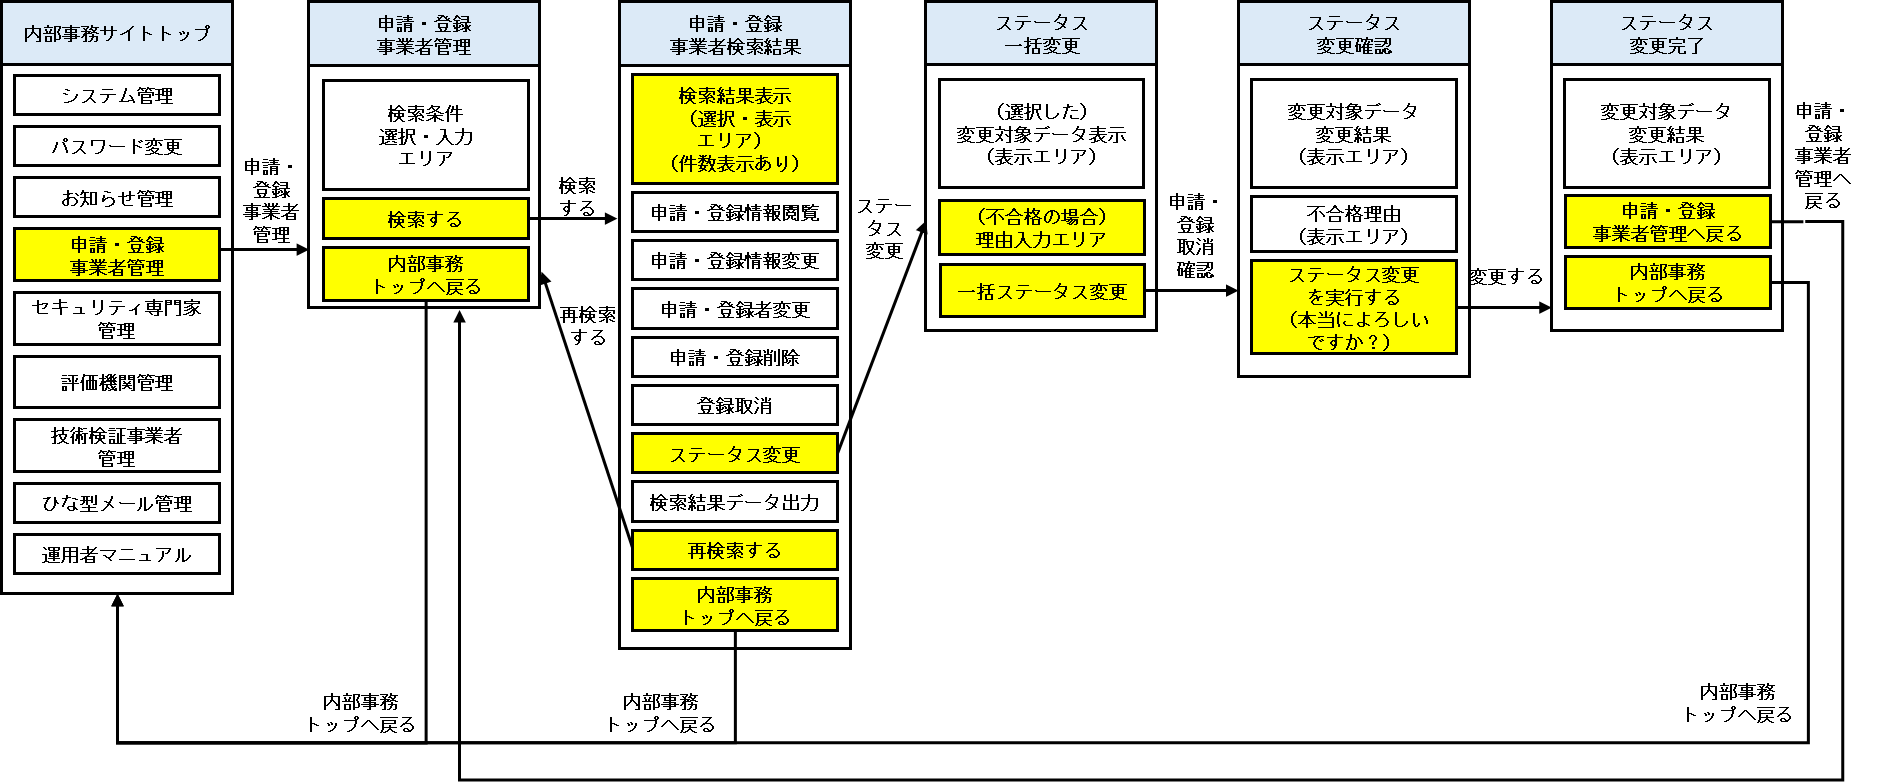 内部事務サイトトップ
システム管理
パスワード変更
お知らせ管理
申請・登録
事業者管理
セキュリティ専門家
管理
評価機関管理
技術検証事業者
管理
ひな型メール管理
運用者マニュアル
申請・
登録
事業者
管理
申請・登録
事業者管理
検索条件
選択・入力
エリア
検索する
内部事務
トップへ戻る
検索
する
再検索
する
内部事務
トップへ戻る
申請・登録
事業者検索結果
検索結果表示
（選択・表示
エリア）
（件数表示あり）
申請・登録情報閲覧
申請・登録情報変更
申請・登録者変更
申請・登録削除
登録取消
ステータス変更
検索結果データ出力
再検索する
内部事務
トップへ戻る
内部事務
トップへ戻る
ステー
タス
変更
ステータス
一括変更
（選択した）
変更対象データ表示
（表示エリア）
（不合格の場合）
理由入力エリア
一括ステータス変更
申請・
登録
取消
確認
ステータス
変更確認
変更対象データ
変更結果
（表示エリア）
不合格理由
（表示エリア）
ステータス変更
を実行する
（本当によろしい
ですか？）
変更する
ステータス
変更完了
変更対象データ
変更結果
（表示エリア）
申請・登録
事業者管理へ戻る
内部事務
トップへ戻る
申請・
登録
事業者
管理へ
戻る
内部事務
トップへ戻る